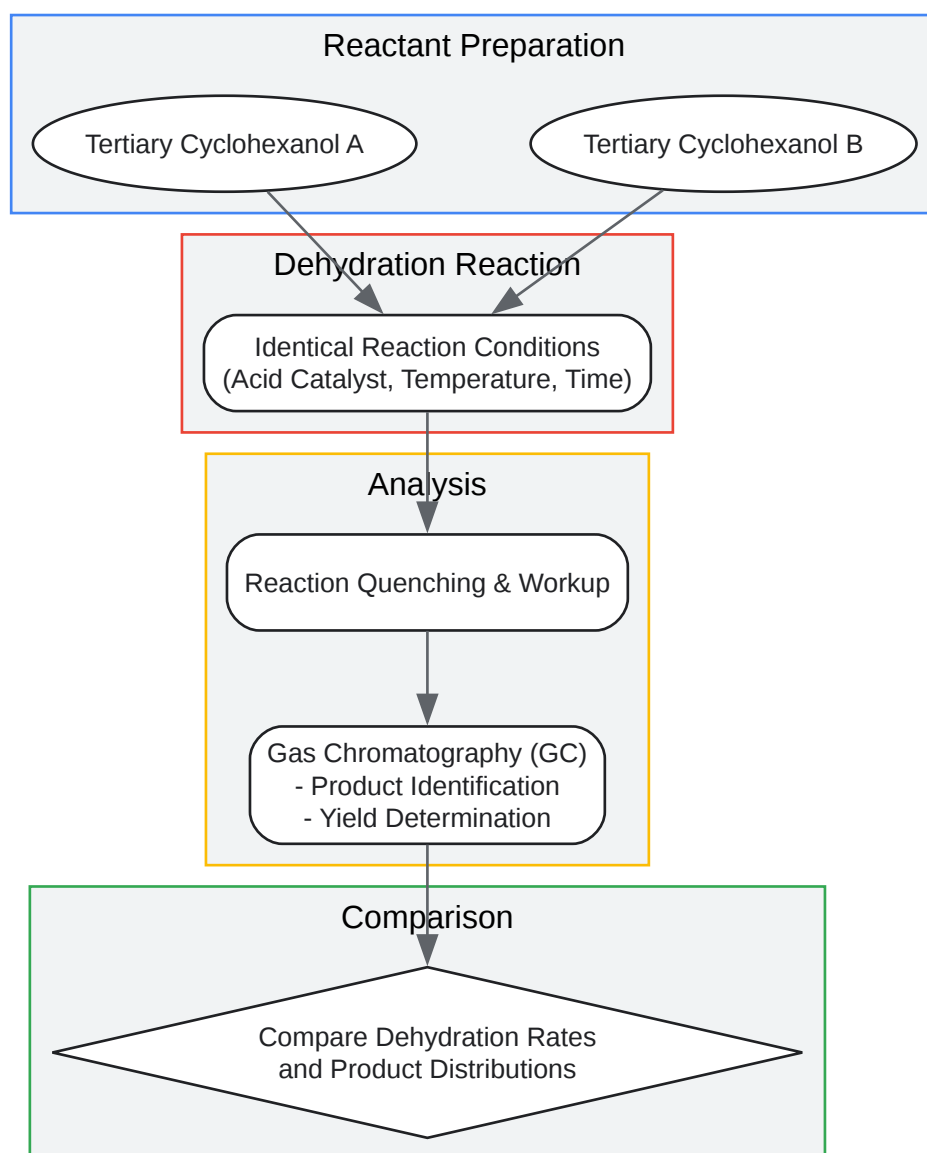 Reactant Preparation
Tertiary Cyclohexanol A
Tertiary Cyclohexanol B
Dehydration Reaction
Identical Reaction Conditions
(Acid Catalyst, Temperature, Time)
Analysis
Reaction Quenching & Workup
Gas Chromatography (GC)
- Product Identification
- Yield Determination
Comparison
Compare Dehydration Rates
and Product Distributions